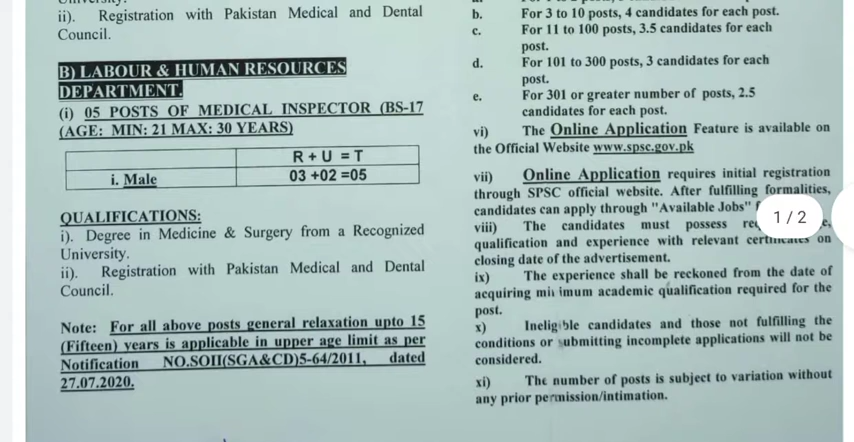 ii). Registration with Pakistan Medical and Dental
Council.
B) LABOUR & HUMAN RESOURCES
DEPARTMENT.
(i) 05 POSTS OF MEDICAL INSPECTOR (BS-17
(AGE: MIN: 21 MAX: 30 YEARS)
R + U = T
i. Male 03 +02 =05
QUALIFICATIONS:
i). Degree in Medicine & Surgery from a Recognized
University.
ii). Registration with Pakistan Medical and Dental
Council.
Note: For all above posts general relaxation upto 15
(Fifteen) years is applicable in upper age limit as per
Notification NO.SOII(SGA&CD)5-64/2011, dated
27.07.2020.
b. For 3 to 10 posts, 4 candidates for each post.
c. For 11 to 100 posts, 3.5 candidates for each
post.
d. For 101 to 300 posts, 3 candidates for each
post.
e. For 301 or greater number of posts, 2.5
candidates for each post.
vi) The Online Application Feature is available on
the Official Website www.spsc.gov.pk
vii) Online Application requires initial registration
through SPSC official website. After fulfilling formalities,
candidates can apply through "Available Jobs"
viii) The candidates must possess
qualification and experience with relevant certificates on
closing date of the advertisement.
ix) The experience shall be reckoned from the date of
acquiring minimum academic qualification required for the
post.
x) Ineligible candidates and those not fulfilling the
conditions or submitting incomplete applications will not be
considered.
xi) The number of posts is subject to variation without
any prior permission/intimation.
1 / 2